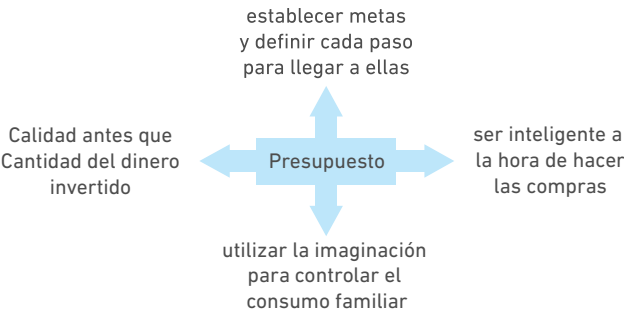 establecer metas
y definir cada paso
para llegar a ellas
Calidad antes que
Cantidad del dinero
invertido
Presupuesto
ser inteligente a
la hora de hacer
las compras
utilizar la imaginación
para controlar el
consumo familiar